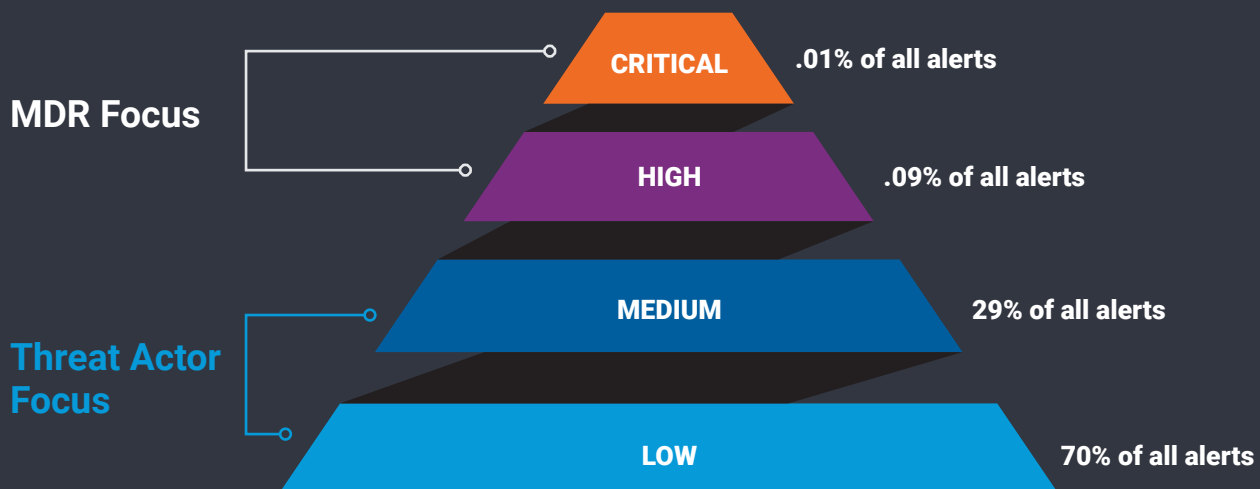 CRITICAL
.01% of all alerts
MDR Focus
HIGH
.09% of all alerts
MEDIUM
29% of all alerts
Threat Actor
Focus
LOW
70% of all alerts